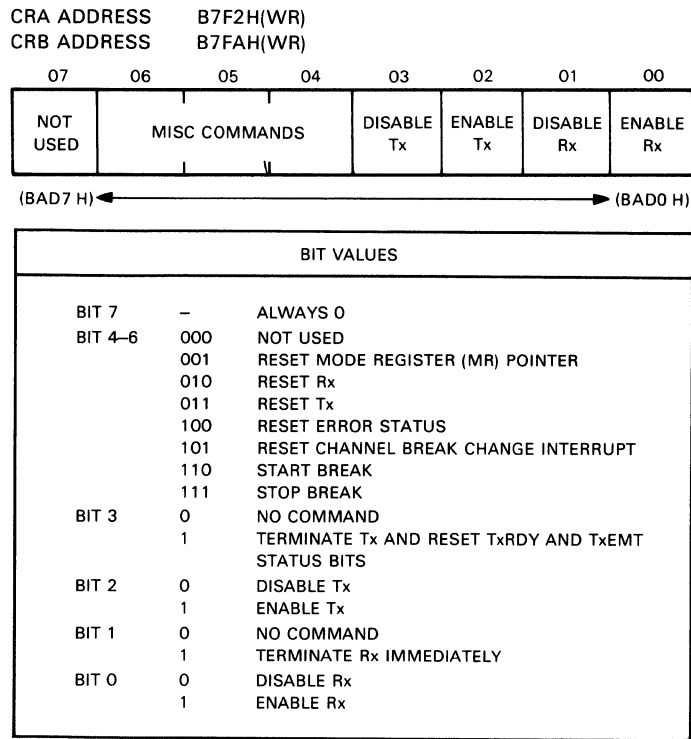 CRA ADDRESS B7F2H(WR)
CRB ADDRESS B7FAH(WR)
07 06 05 04 03 02 01 00
NOT USED MISC COMMANDS DISABLE Tx ENABLE Tx DISABLE Rx ENABLE Rx
(BAD7 H) (BAD0 H)
BIT VALUES
BIT 7 – ALWAYS 0
BIT 4–6 000 NOT USED
001 RESET MODE REGISTER (MR) POINTER
010 RESET Rx
011 RESET Tx
100 RESET ERROR STATUS
101 RESET CHANNEL BREAK CHANGE INTERRUPT
110 START BREAK
111 STOP BREAK
BIT 3 0 NO COMMAND
1 TERMINATE Tx AND RESET TxRDY AND TxEMT
STATUS BITS
BIT 2 0 DISABLE Tx
1 ENABLE Tx
BIT 1 0 NO COMMAND
1 TERMINATE Rx IMMEDIATELY
BIT 0 0 DISABLE Rx
1 ENABLE Rx